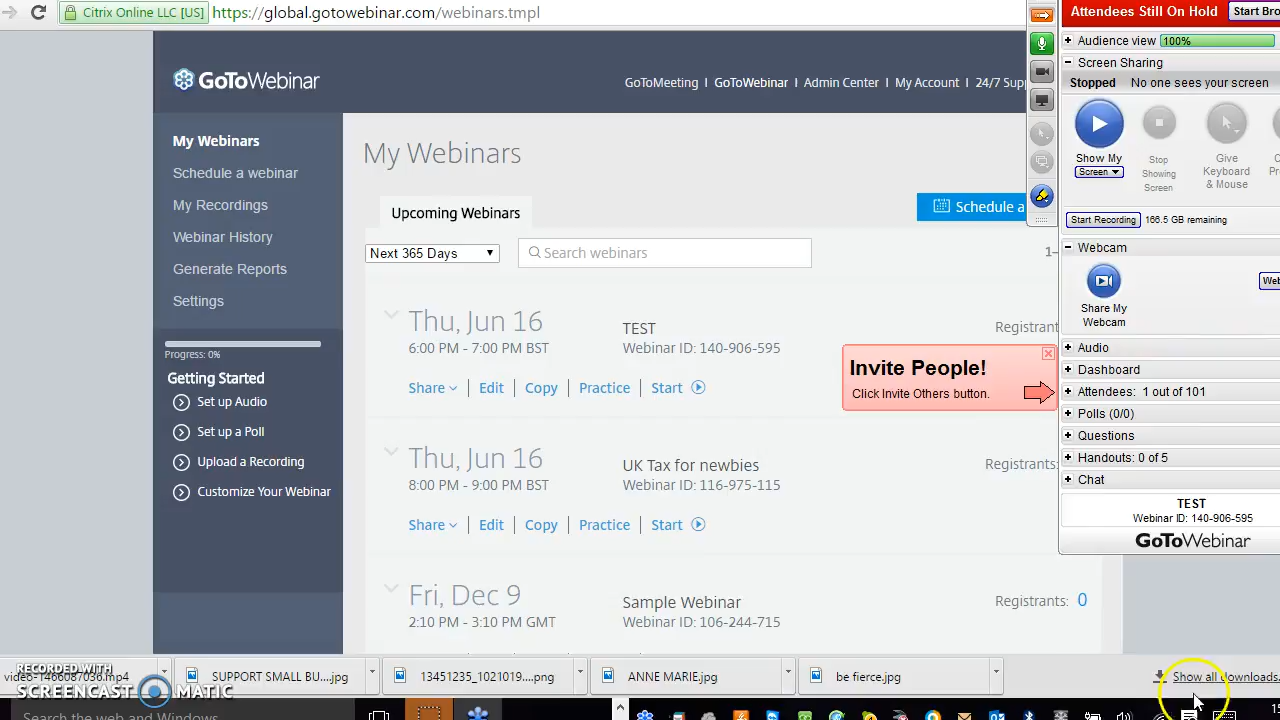 Citrix Online LLC [US] https://global.gotowebinar.com/webinars.tmpl
GoToWebinar
GoToMeeting | GoToWebinar | Admin Center | My Account | 24/7 Supp
My Webinars
Schedule a webinar
My Recordings
Webinar History
Generate Reports
Settings
Progress: 0%
Getting Started
Set up Audio
Set up a Poll
Upload a Recording
Customize Your Webinar
My Webinars
Upcoming Webinars
Schedule a
Next 365 Days
Search webinars
1–
Thu, Jun 16
6:00 PM - 7:00 PM BST
TEST
Webinar ID: 140-906-595
Registrant
Share | Edit | Copy | Practice | Start
Thu, Jun 16
8:00 PM - 9:00 PM BST
UK Tax for newbies
Webinar ID: 116-975-115
Registrants:
Share | Edit | Copy | Practice | Start
Fri, Dec 9
2:10 PM - 3:10 PM GMT
Sample Webinar
Webinar ID: 106-244-715
Registrants: 0
Invite People!
Click Invite Others button.
Attendees Still On Hold
Start Bro
Audience view 100%
Screen Sharing
Stopped No one sees your screen
Show My
Screen
Stop
Showing
Screen
Give
Keyboard
& Mouse
Start Recording 166.5 GB remaining
Webcam
Share My
Webcam
Web
Audio
Dashboard
Attendees: 1 out of 101
Polls (0/0)
Questions
Handouts: 0 of 5
Chat
TEST
Webinar ID: 140-906-595
GoToWebinar
RECORDED WITH
SCREENCAST MATIC
SUPPORT SMALL BU....jpg
13451235_1021019....png
ANNE MARIE.jpg
be fierce.jpg
Show all downloads.
Search the web and Windows